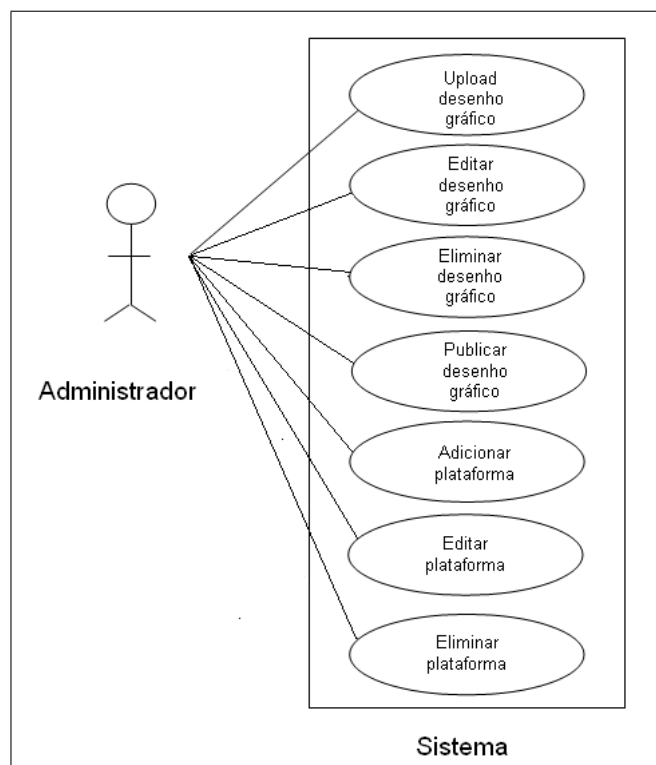 Upload
desenho
gráfico
Editar
desenho
gráfico
Eliminar
desenho
gráfico
Publicar
desenho
gráfico
Administrador
Adicionar
plataforma
Editar
plataforma
Eliminar
plataforma
Sistema